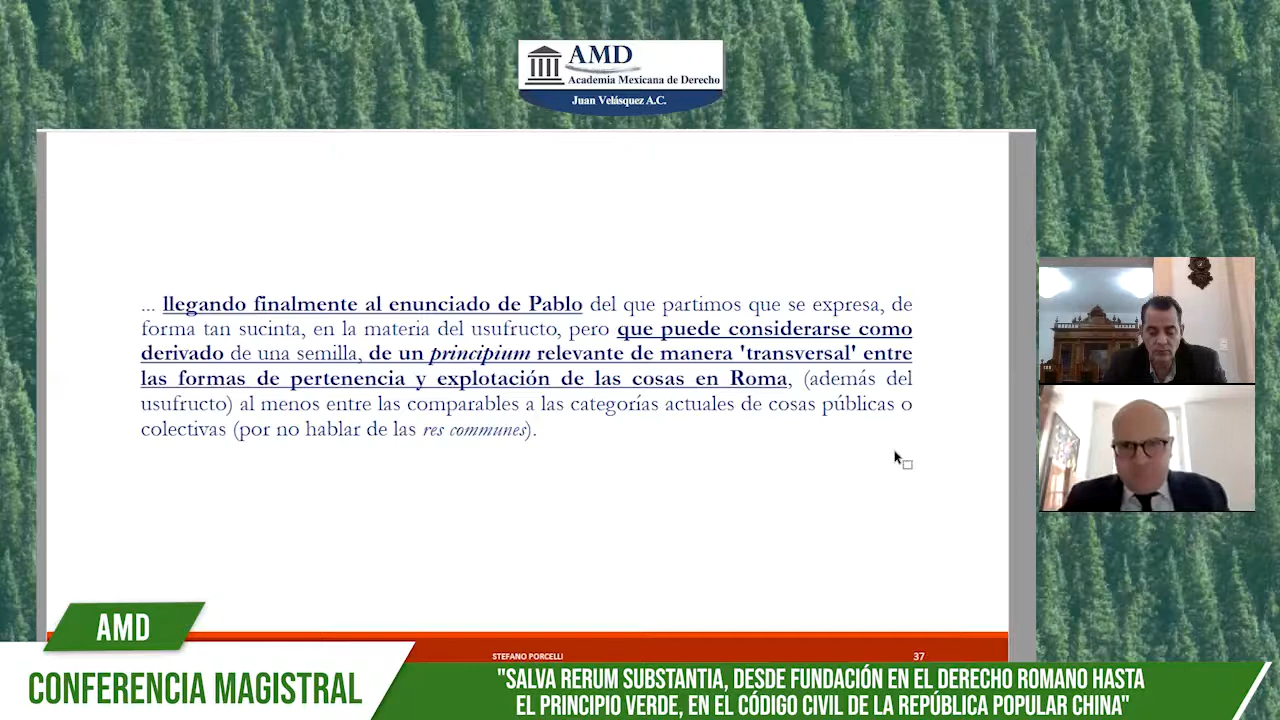 AMD
Academia Mexicana de Derecho
Juan Velásquez A.C.
... llegando finalmente al enunciado de Pablo del que partimos que se expresa, de
forma tan sucinta, en la materia del usufructo, pero que puede considerarse como
derivado de una semilla, de un principium relevante de manera 'transversal' entre
las formas de pertenencia y explotación de las cosas en Roma, (además del
usufructo) al menos entre las comparables a las categorías actuales de cosas públicas o
colectivas (por no hablar de las res communes).
STEFANO PORCELLI
37
AMD
CONFERENCIA MAGISTRAL
"SALVA RERUM SUBSTANTIA, DESDE FUNDACIÓN EN EL DERECHO ROMANO HASTA
EL PRINCIPIO VERDE, EN EL CÓDIGO CIVIL DE LA REPÚBLICA POPULAR CHINA"